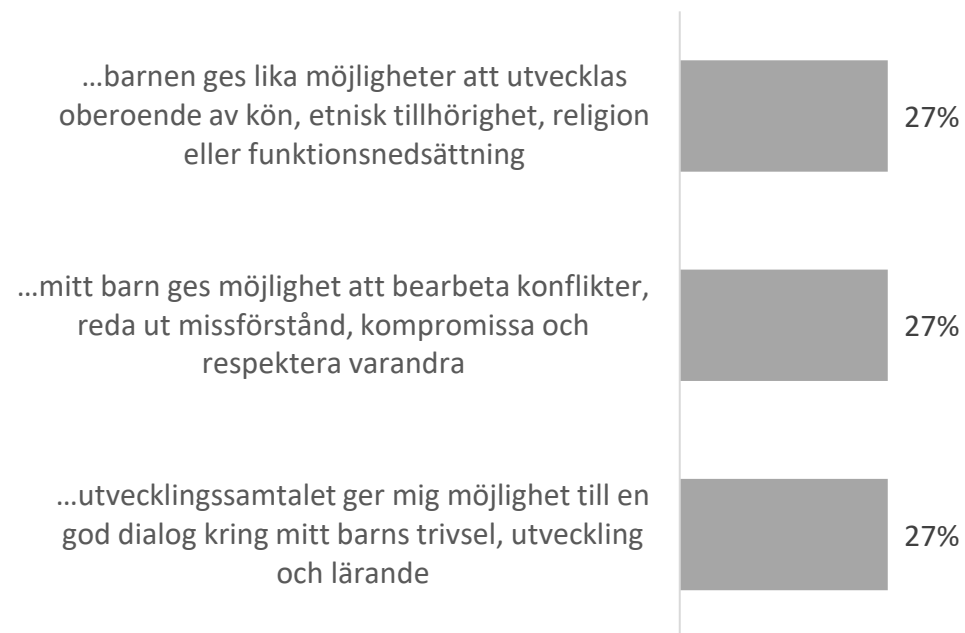 …barnen ges lika möjligheter att utvecklas
oberoende av kön, etnisk tillhörighet, religion
eller funktionsnedsättning
27%
…mitt barn ges möjlighet att bearbeta konflikter,
reda ut missförstånd, kompromissa och
respektera varandra
27%
…utvecklingssamtalet ger mig möjlighet till en
god dialog kring mitt barns trivsel, utveckling
och lärande
27%